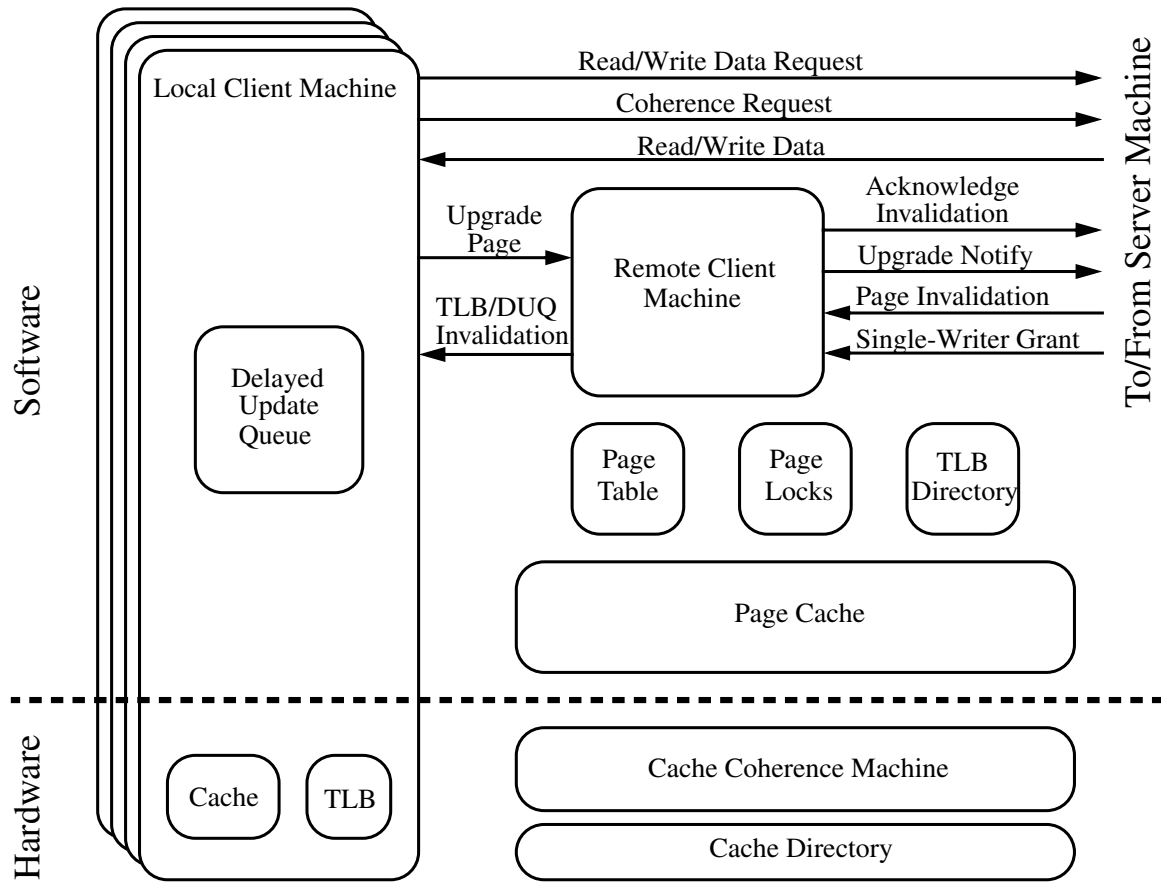 Local Client Machine
Read/Write Data Request
Coherence Request
Read/Write Data
Upgrade
Page
TLB/DUQ
Invalidation
Remote Client
Machine
Acknowledge
Invalidation
Upgrade Notify
Page Invalidation
Single-Writer Grant
To/From Server Machine
Software
Delayed
Update
Queue
Page
Table
Page
Locks
TLB
Directory
Page Cache
Hardware
Cache
TLB
Cache Coherence Machine
Cache Directory